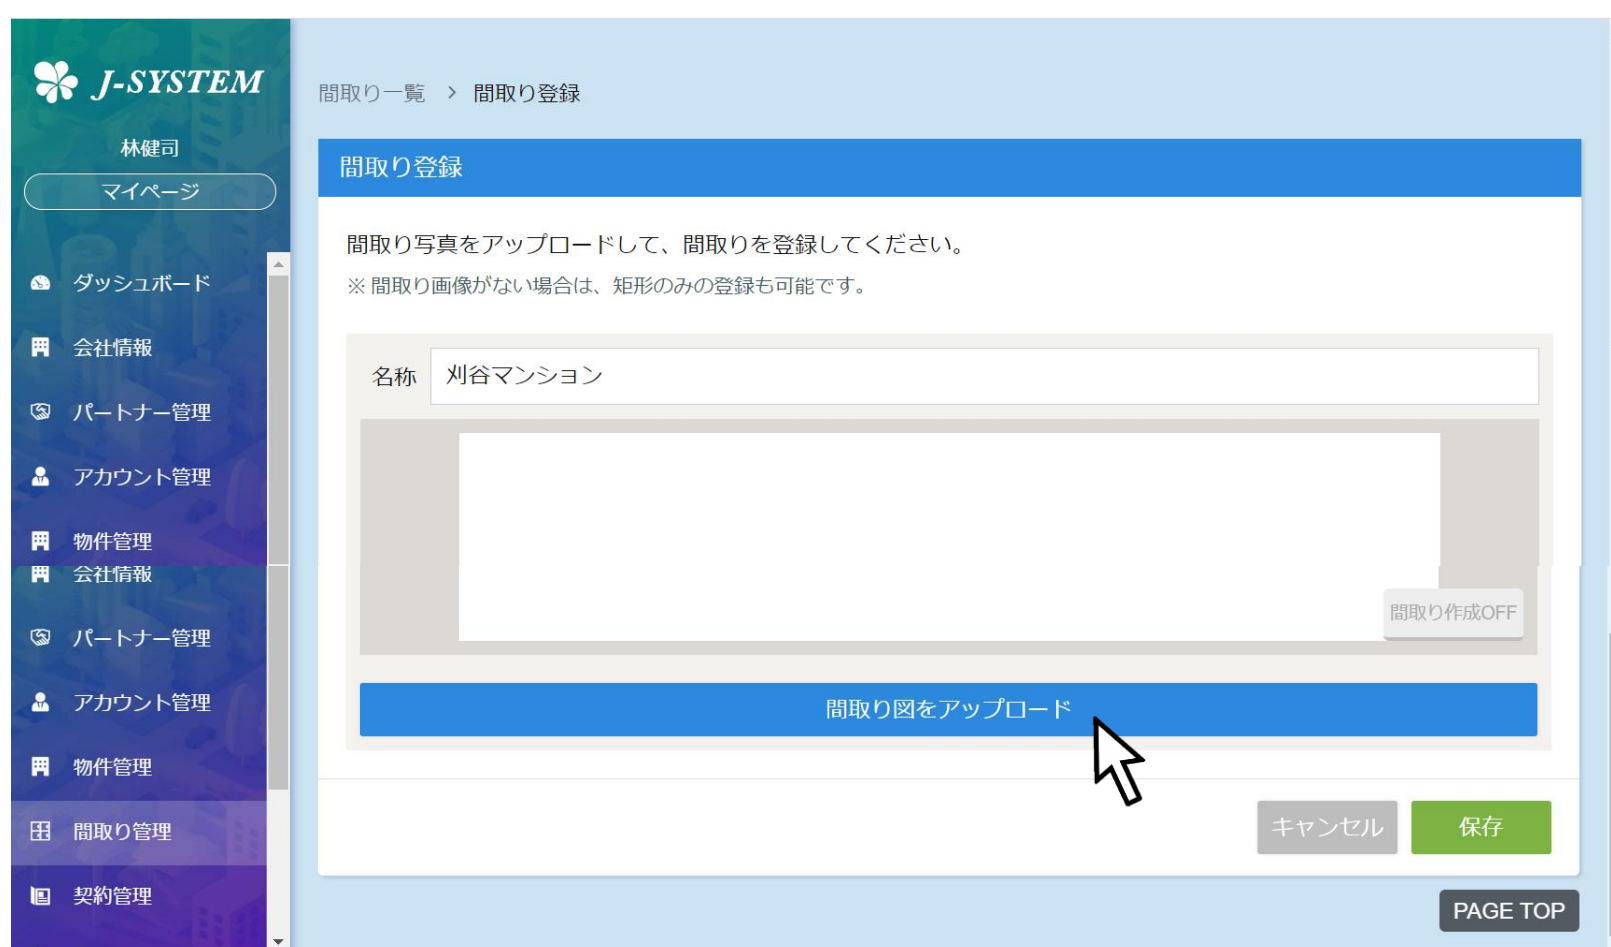 J-SYSTEM
林健司
マイページ
ダッシュボード
会社情報
パートナー管理
アカウント管理
物件管理
会社情報
パートナー管理
アカウント管理
物件管理
間取り管理
契約管理
間取り一覧 > 間取り登録
間取り登録
間取り写真をアップロードして、間取りを登録してください。
※ 間取り画像がない場合は、矩形のみの登録も可能です。
名称 刈谷マンション
間取り作成OFF
間取り図をアップロード
キャンセル 保存
PAGE TOP